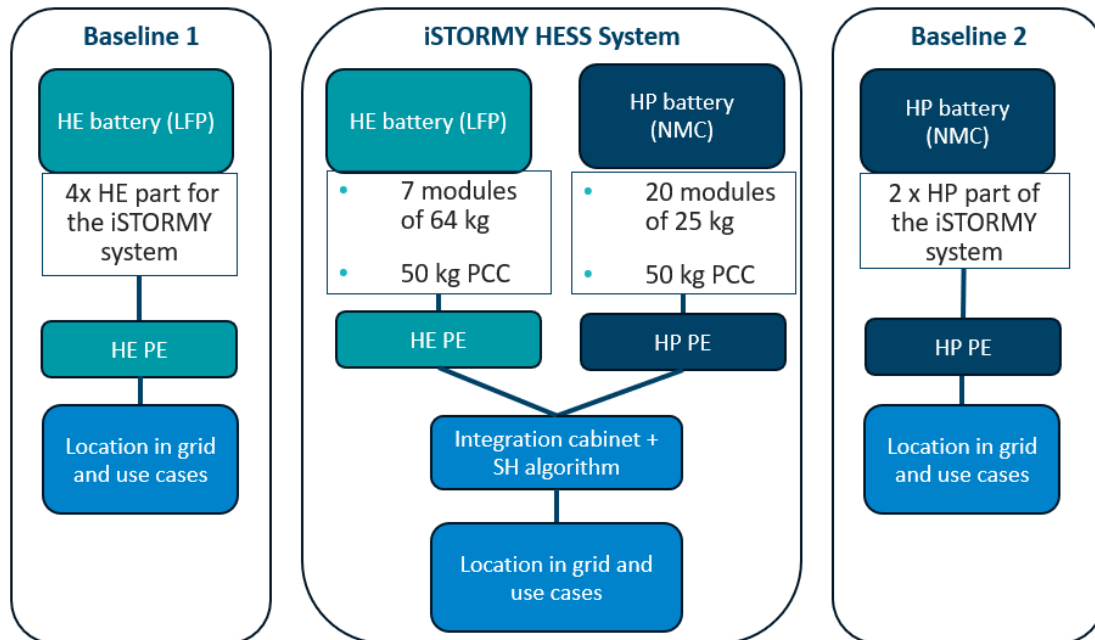 Baseline 1
HE battery (LFP)
4x HE part for
the iSTORMY
system
HE PE
Location in grid
and use cases
iSTORMY HESS System
HE battery (LFP)
• 7 modules
of 64 kg
• 50 kg PCC
HE PE
HP battery
(NMC)
• 20 modules
of 25 kg
• 50 kg PCC
HP PE
Integration cabinet +
SH algorithm
Location in grid and
use cases
Baseline 2
HP battery
(NMC)
2 x HP part of
the iSTORMY
system
HP PE
Location in grid
and use cases